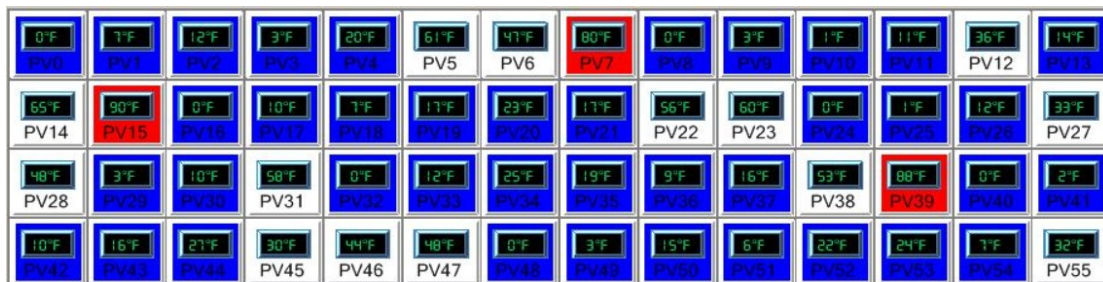 0°F 7°F 12°F 3°F 20°F 61°F 47°F 80°F 0°F 3°F 1°F 11°F 36°F 14°F
PV0 PV1 PV2 PV3 PV4 PV5 PV6 PV7 PV8 PV9 PV10 PV11 PV12 PV13
65°F 90°F 0°F 10°F 7°F 17°F 23°F 17°F 56°F 60°F 0°F 1°F 12°F 33°F
PV14 PV15 PV16 PV17 PV18 PV19 PV20 PV21 PV22 PV23 PV24 PV25 PV26 PV27
48°F 3°F 10°F 58°F 0°F 12°F 25°F 19°F 9°F 16°F 53°F 88°F 0°F 2°F
PV28 PV29 PV30 PV31 PV32 PV33 PV34 PV35 PV36 PV37 PV38 PV39 PV40 PV41
10°F 16°F 27°F 30°F 44°F 48°F 0°F 3°F 15°F 6°F 22°F 24°F 7°F 32°F
PV42 PV43 PV44 PV45 PV46 PV47 PV48 PV49 PV50 PV51 PV52 PV53 PV54 PV55